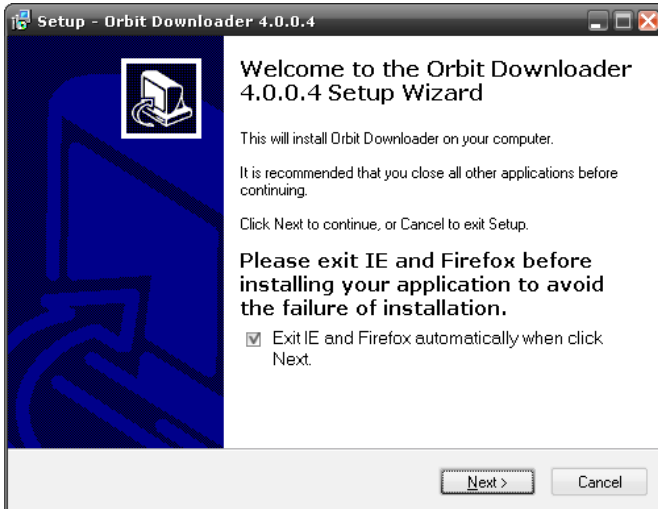 Setup - Orbit Downloader 4.0.0.4
Welcome to the Orbit Downloader
4.0.0.4 Setup Wizard
This will install Orbit Downloader on your computer.
It is recommended that you close all other applications before
continuing.
Click Next to continue, or Cancel to exit Setup.
Please exit IE and Firefox before
installing your application to avoid
the failure of installation.
Exit IE and Firefox automatically when click
Next.
Next >
Cancel